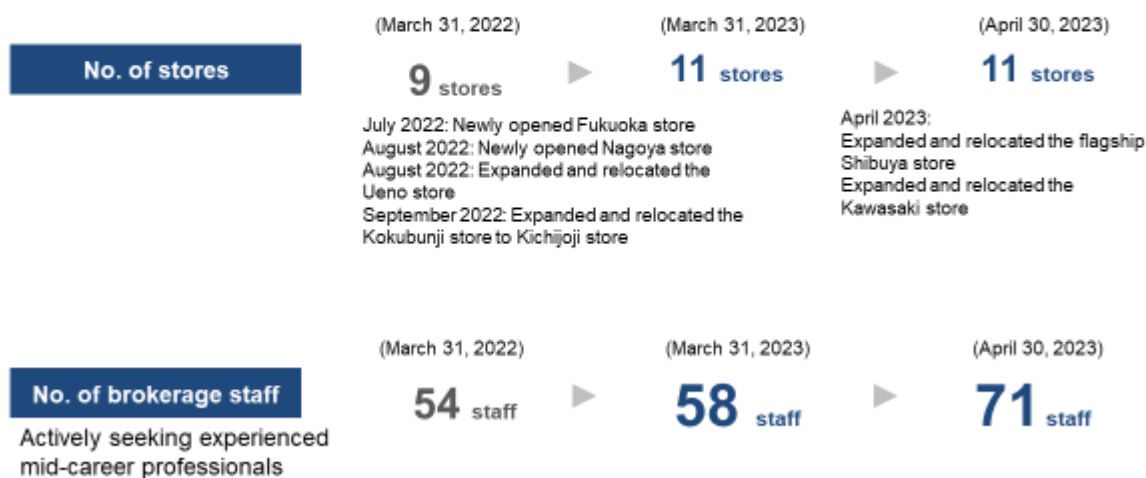 (March 31, 2022)
(March 31, 2023)
(April 30, 2023)
No. of stores
9 stores
11 stores
11 stores
July 2022: Newly opened Fukuoka store
August 2022: Newly opened Nagoya store
August 2022: Expanded and relocated the
Ueno store
September 2022: Expanded and relocated the
Kokubunji store to Kichijoji store
April 2023:
Expanded and relocated the flagship
Shibuya store
Expanded and relocated the
Kawasaki store
(March 31, 2022)
(March 31, 2023)
(April 30, 2023)
No. of brokerage staff
54 staff
58 staff
71 staff
Actively seeking experienced
mid-career professionals